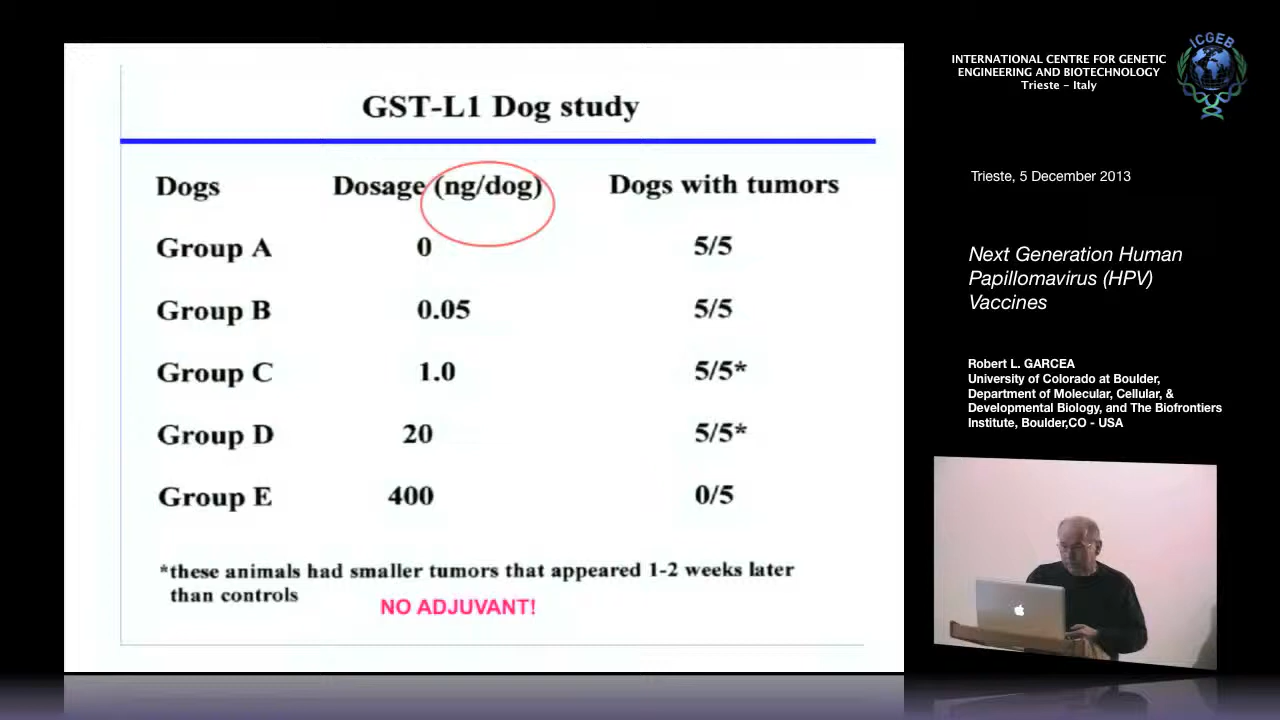 GST-L1 Dog study
Dogs Dosage (ng/dog) Dogs with tumors
Group A 0 5/5
Group B 0.05 5/5
Group C 1.0 5/5*
Group D 20 5/5*
Group E 400 0/5
*these animals had smaller tumors that appeared 1-2 weeks later
than controls
NO ADJUVANT!
INTERNATIONAL CENTRE FOR GENETIC
ENGINEERING AND BIOTECHNOLOGY
Trieste - Italy
ICGEB
Trieste, 5 December 2013
Next Generation Human
Papillomavirus (HPV)
Vaccines
Robert L. GARCEA
University of Colorado at Boulder,
Department of Molecular, Cellular, &
Developmental Biology, and The Biofrontiers
Institute, Boulder,CO - USA